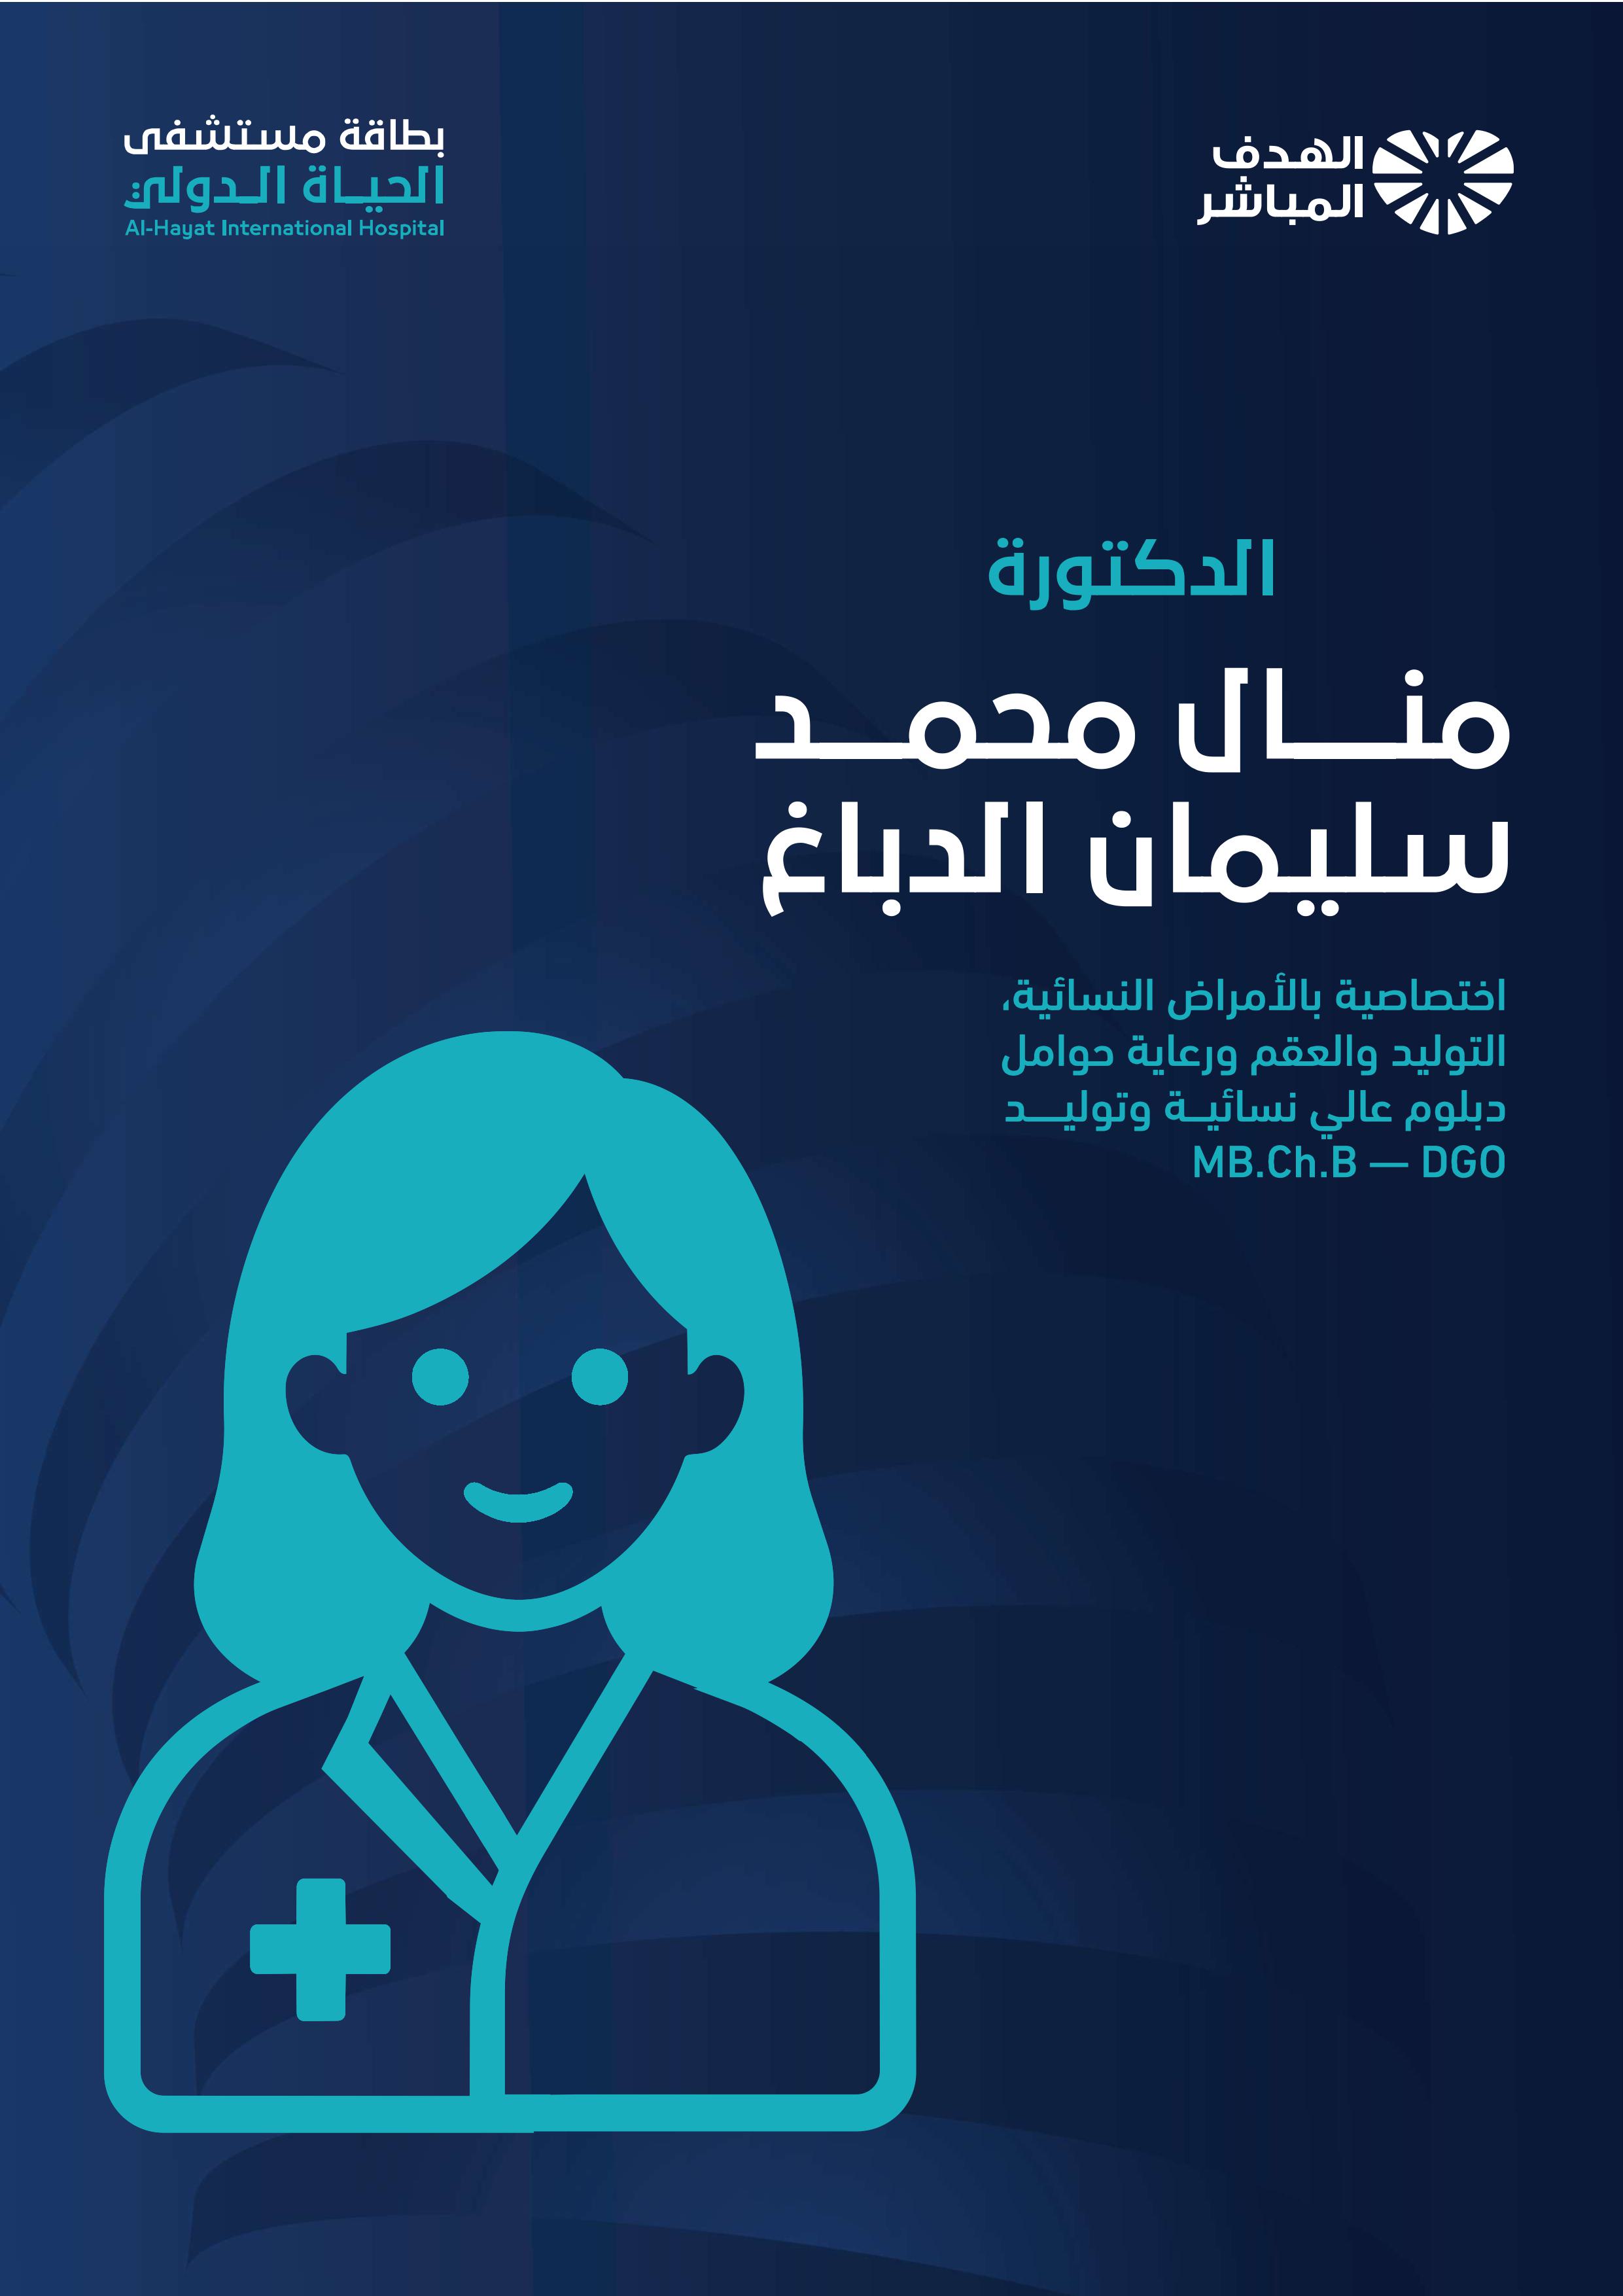 الهدف
المباشر
بطاقة مستشفى
الحياة الدولي
Al-Hayat International Hospital
الدكتورة
منال محمد
سليمان الدباغ
اختصاصية بالأمراض النسائية،
التوليد والعقم ورعاية حوامل
دبلوم عالي نسائية وتوليد
MB.Ch.B — DGO